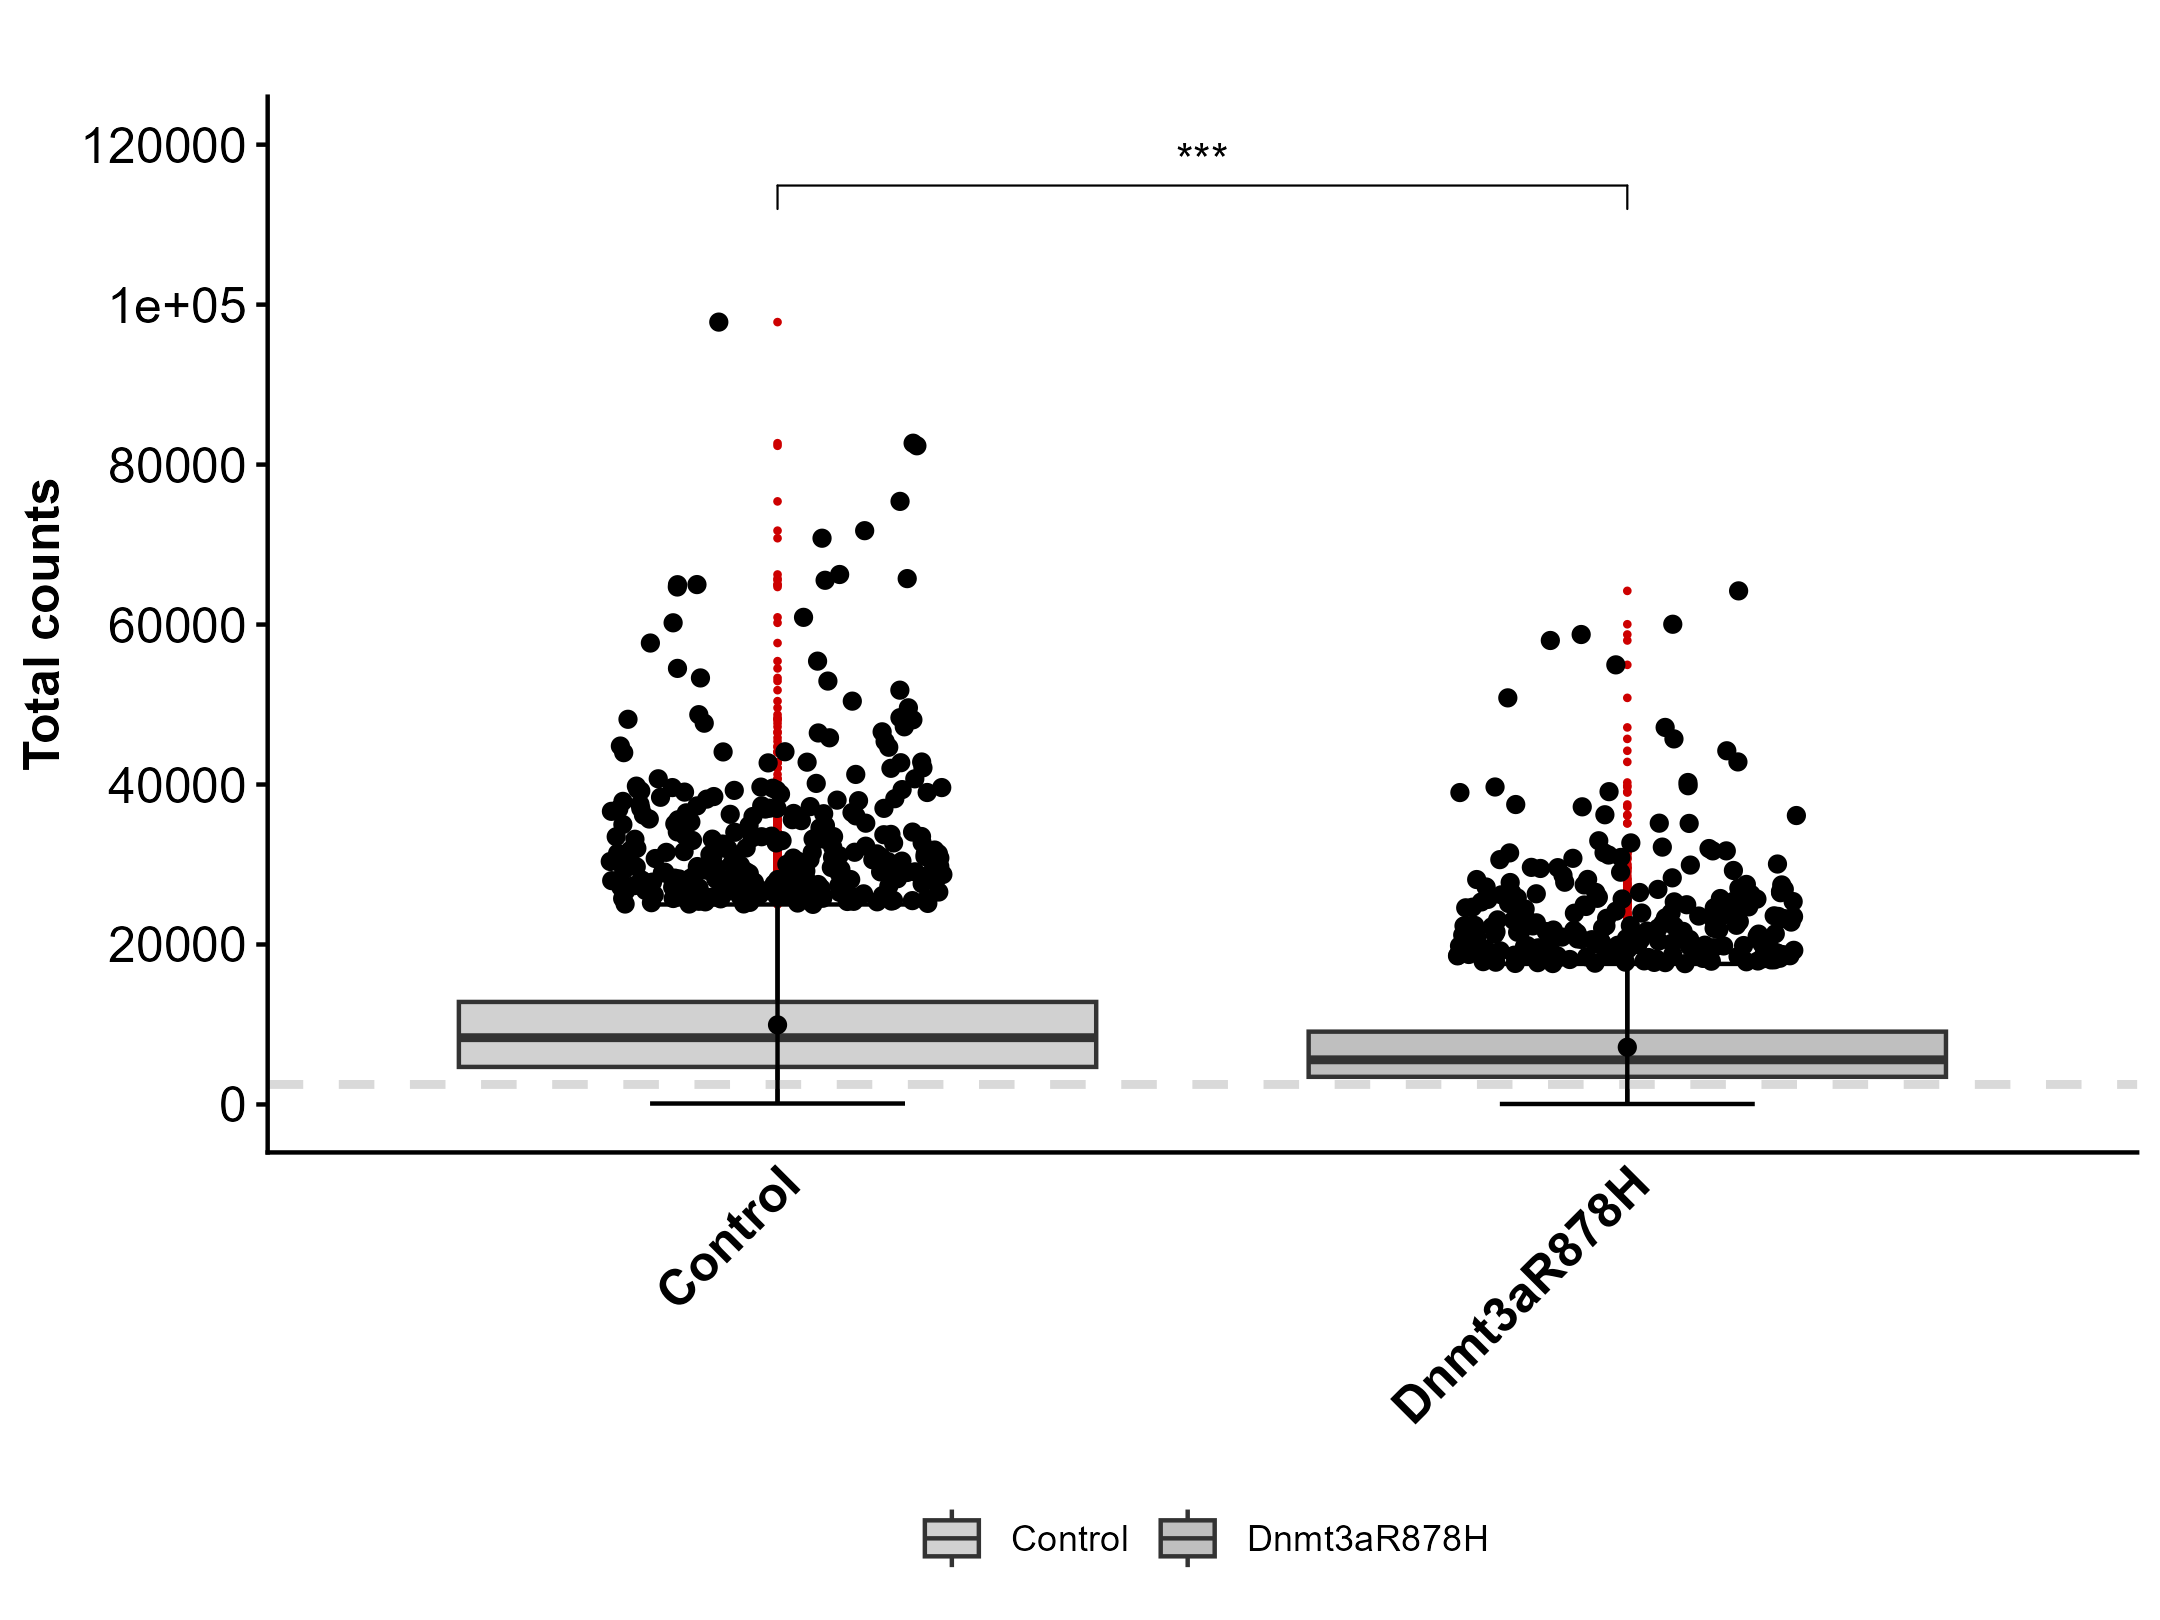 ***
Total counts
120000
1e+05
80000
60000
40000
20000
0
Control
Dnmt3aR878H
Control
Dnmt3aR878H